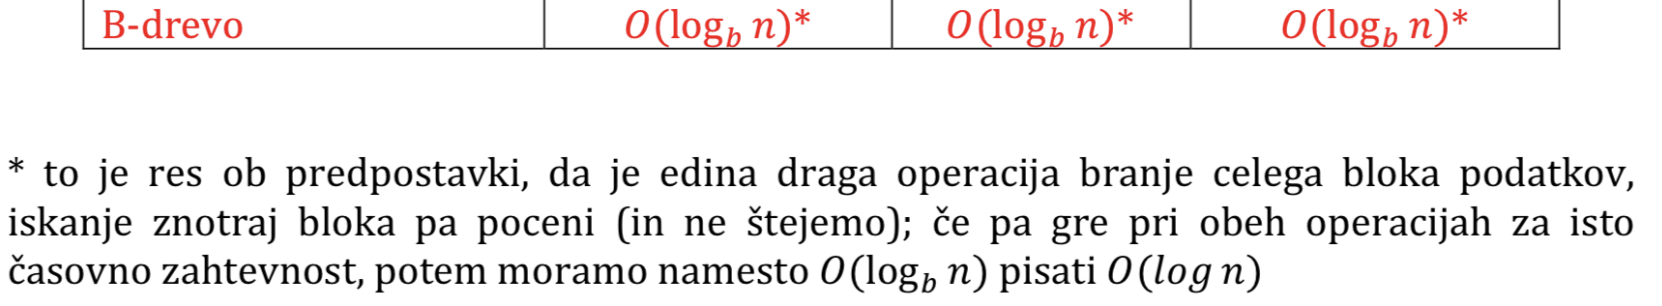 B-drevo O(log_b n)* O(log_b n)* O(log_b n)*
* to je res ob predpostavki, da je edina draga operacija branje celega bloka podatkov,
iskanje znotraj bloka pa poceni (in ne štejemo); če pa gre pri obeh operacijah za isto
časovno zahtevnost, potem moramo namesto O(log_b n) pisati O(log n)